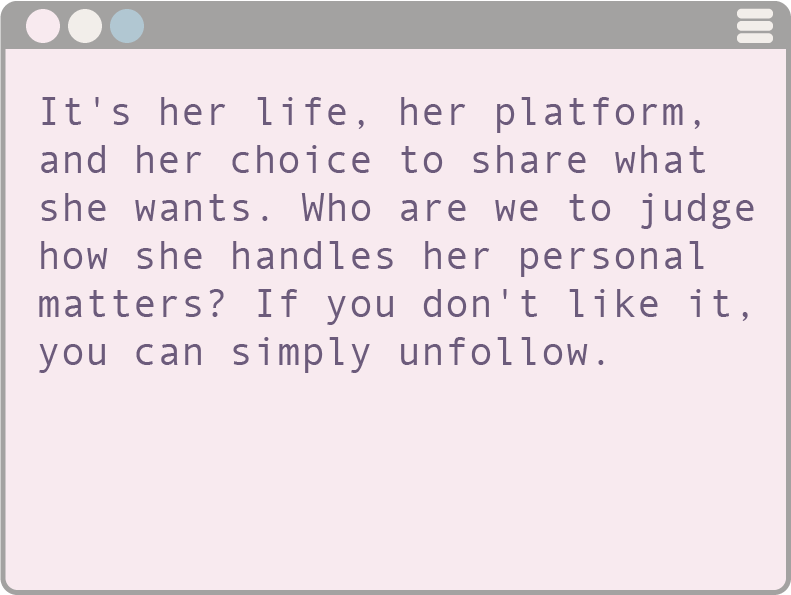 It's her life, her platform,
and her choice to share what
she wants. Who are we to judge
how she handles her personal
matters? If you don't like it,
you can simply unfollow.